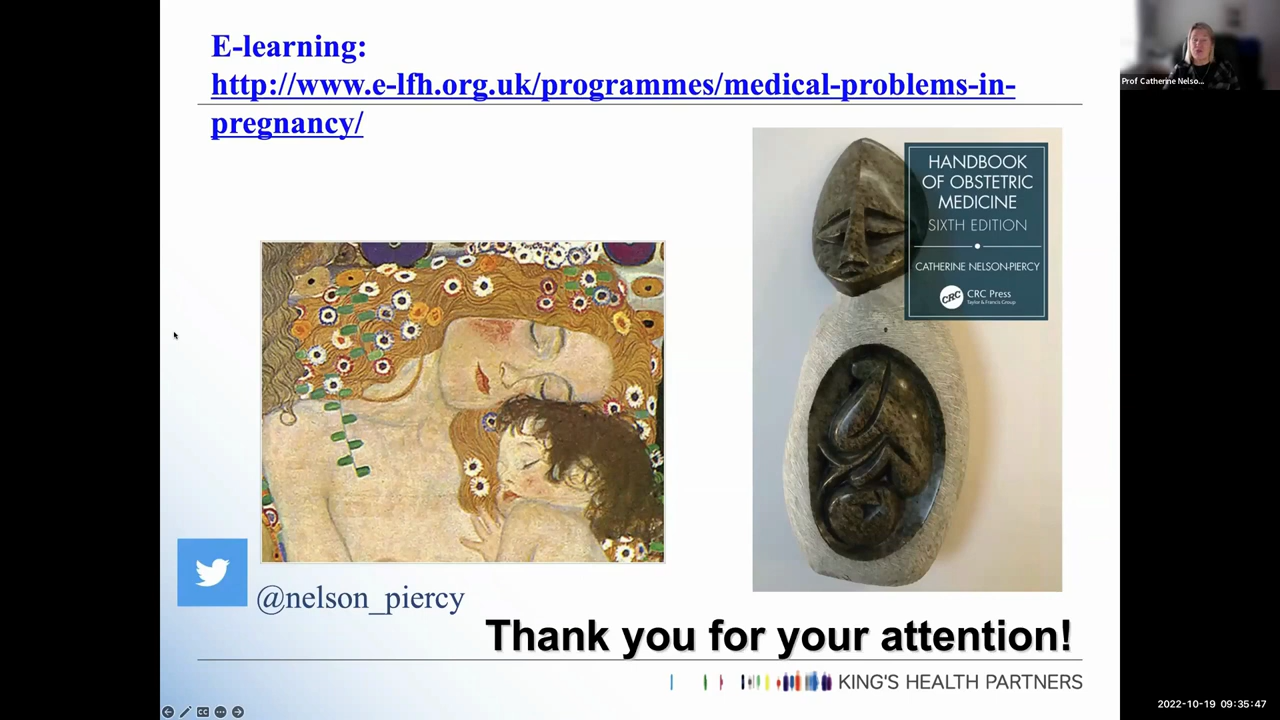 E-learning:
http://www.e-lfh.org.uk/programmes/medical-problems-in-
pregnancy/
Prof Catherine Nelso...
HANDBOOK
OF OBSTETRIC
MEDICINE
SIXTH EDITION
CATHERINE NELSON-PIERCY
CRC
CRC Press
Taylor & Francis Group
@nelson_piercy
Thank you for your attention!
KING'S HEALTH PARTNERS
CC
2022-10-19 09:35:47